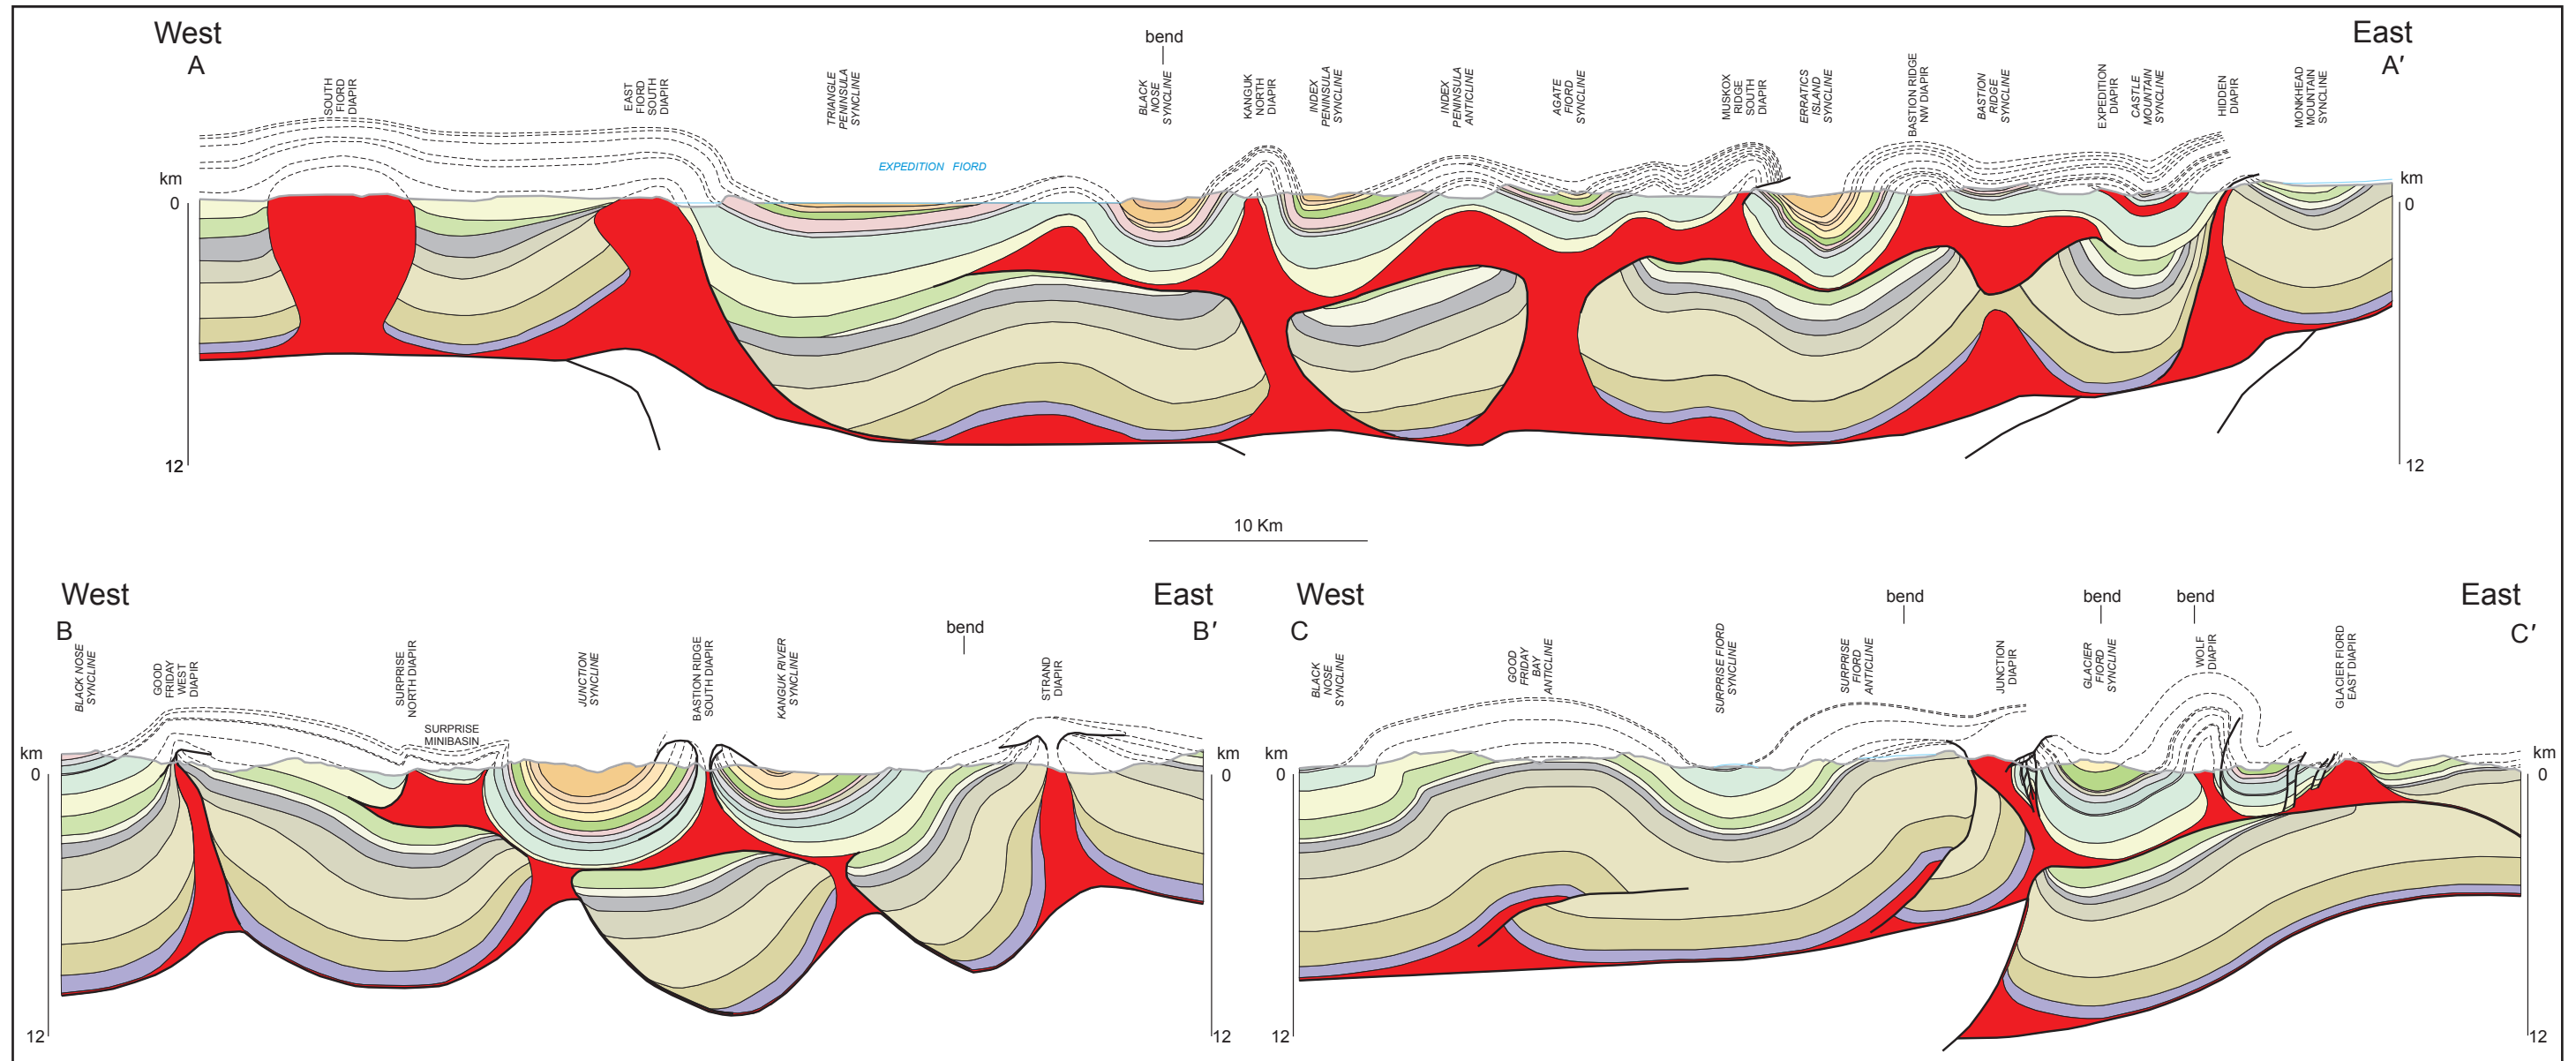 West
East
A
A′
bend
SOUTH
FIORD
DIAPIR
EAST
FIORD
SOUTH
DIAPIR
TRIANGLE
PENINSULA
SYNCLINE
BLACK
NOSE
SYNCLINE
KANGUK
NORTH
DIAPIR
INDEX
PENINSULA
SYNCLINE
INDEX
PENINSULA
ANTICLINE
AGATE
FIORD
SYNCLINE
MUSKOX
RIDGE
SOUTH
DIAPIR
ERRATICS
ISLAND
SYNCLINE
BASTION RIDGE
NW DIAPIR
BASTION
RIDGE
SYNCLINE
EXPEDITION
DIAPIR
CASTLE
MOUNTAIN
SYNCLINE
HIDDEN
DIAPIR
MONKHEAD
MOUNTAIN
SYNCLINE
EXPEDITION FIORD
km
0
12
km
0
12
10 Km
West
East
B
B′
bend
BLACK NOSE
SYNCLINE
GOOD
FRIDAY
WEST
DIAPIR
SURPRISE
NORTH DIAPIR
SURPRISE
MINIBASIN
JUNCTION
SYNCLINE
BASTION RIDGE
SOUTH DIAPIR
KANGUK RIVER
SYNCLINE
STRAND
DIAPIR
km
0
12
km
0
12
West
East
C
C′
bend
bend
bend
BLACK
NOSE
SYNCLINE
GOOD
FRIDAY
BAY
ANTICLINE
SURPRISE FIORD
SYNCLINE
SURPRISE
FIORD
ANTICLINE
JUNCTION
DIAPIR
GLACIER
FIORD
SYNCLINE
WOLF
DIAPIR
GLACIER FIORD
EAST DIAPIR
km
0
12
km
0
12